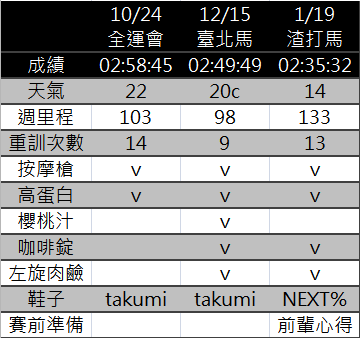 10/24 12/15 1/19
全運會 臺北馬 渣打馬
成績 02:58:45 02:49:49 02:35:32
天氣 22 20c 14
週里程 103 98 133
重訓次數 14 9 13
按摩槍 v v v
高蛋白 v v v
櫻桃汁 v
咖啡錠 v v
左旋肉鹼 v v
鞋子 takumi takumi NEXT%
賽前準備 前輩心得